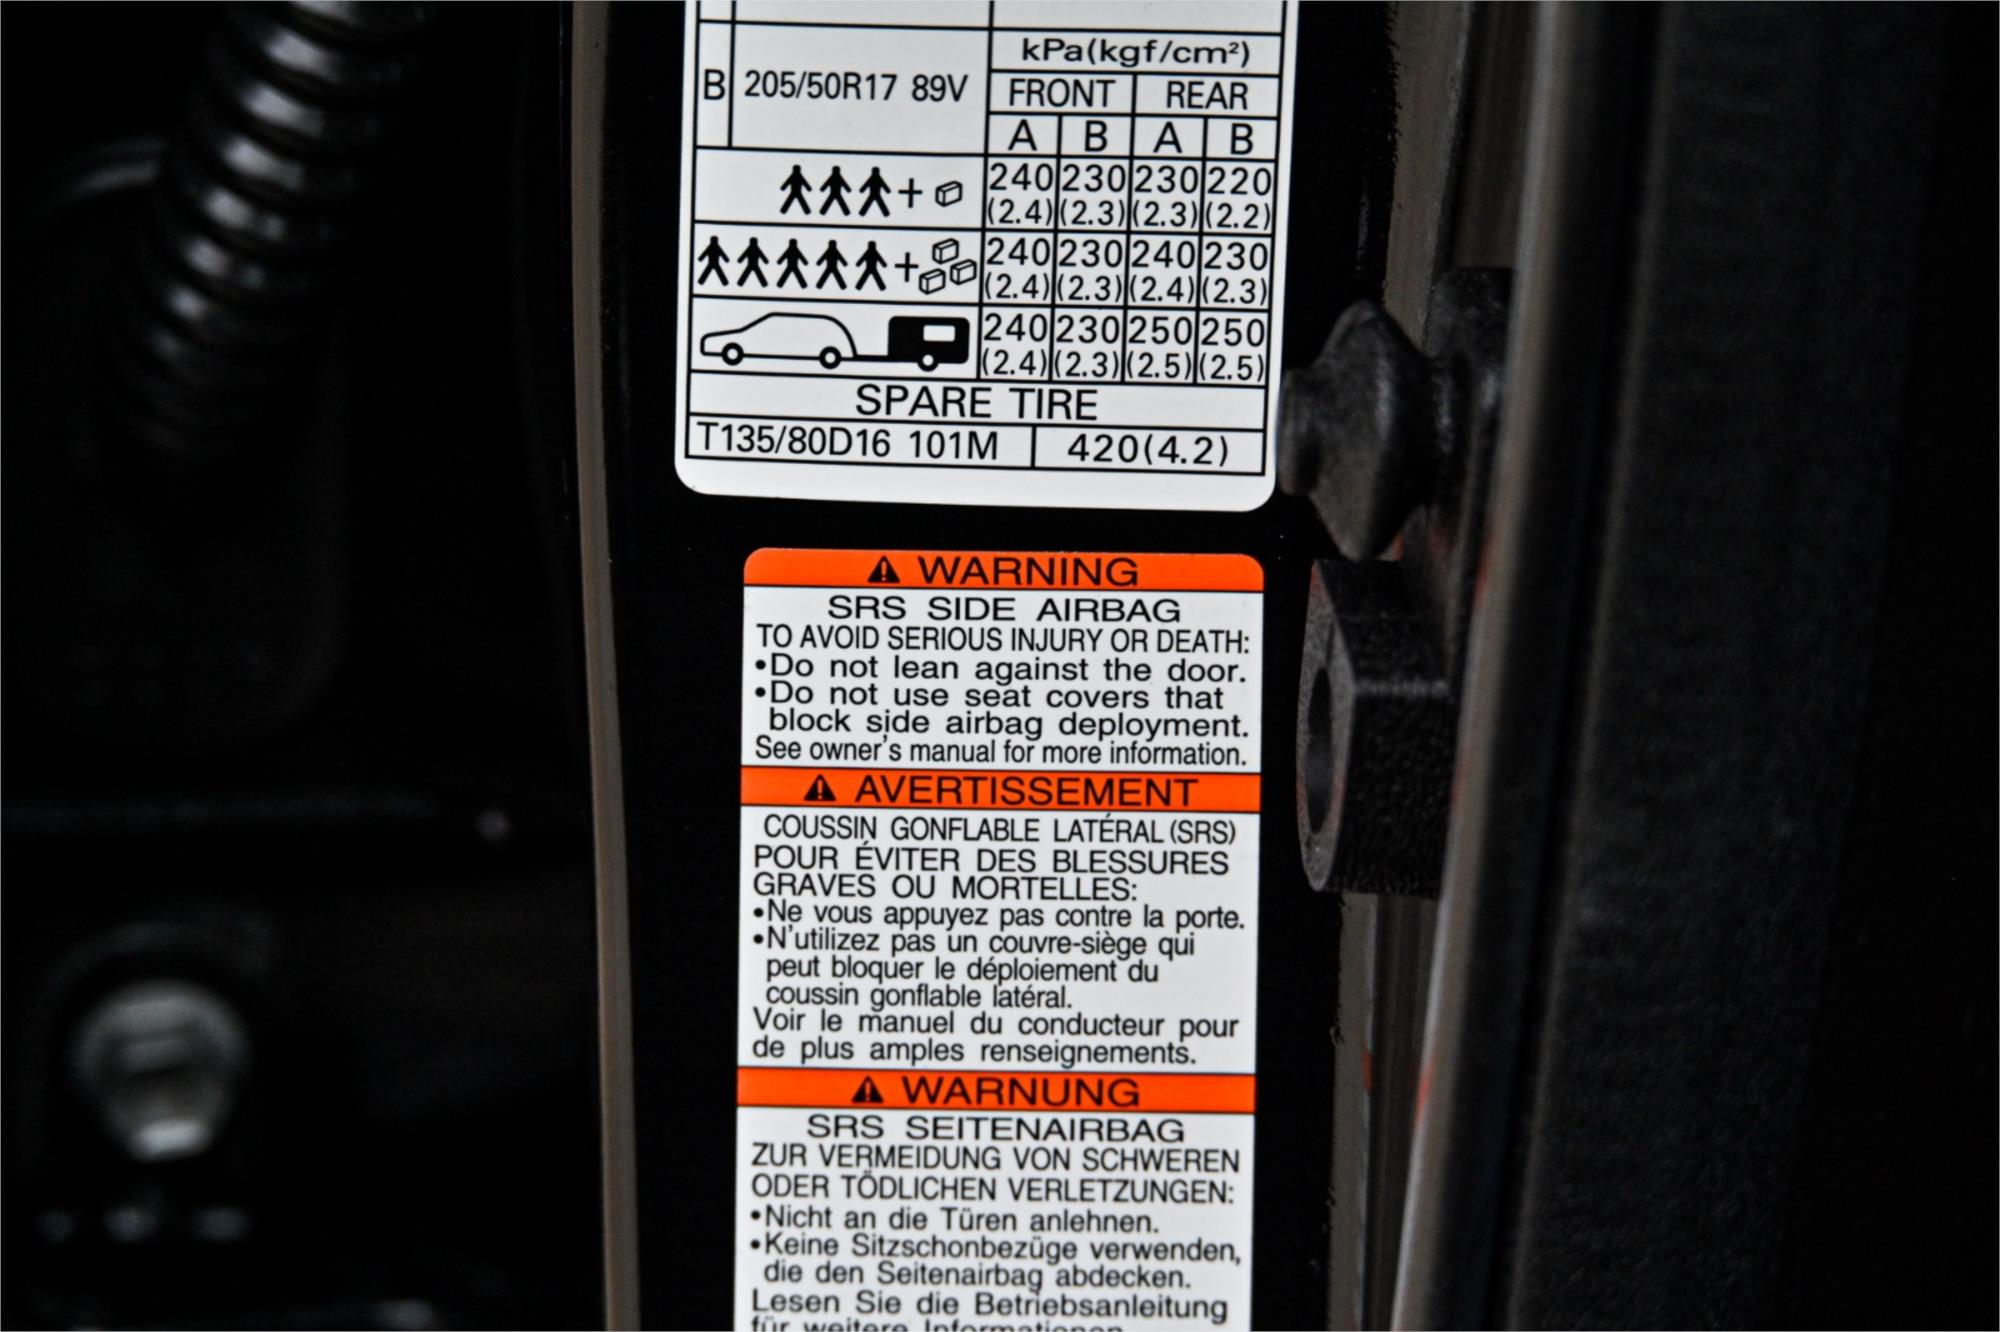 kPa(kgf/cm²)
B 205/50R17 89V
FRONT REAR
A B A B
+ 240 230 230 220
(2.4) (2.3) (2.3) (2.2)
+ 240 230 240 230
(2.4) (2.3) (2.4) (2.3)
240 230 250 250
(2.4) (2.3) (2.5) (2.5)
SPARE TIRE
T135/80D16 101M 420(4.2)
WARNING
SRS SIDE AIRBAG
TO AVOID SERIOUS INJURY OR DEATH:
•Do not lean against the door.
•Do not use seat covers that
block side airbag deployment.
See owner's manual for more information.
AVERTISSEMENT
COUSSIN GONFLABLE LATÉRAL (SRS)
POUR ÉVITER DES BLESSURES
GRAVES OU MORTELLES:
•Ne vous appuyez pas contre la porte.
•N'utilizez pas un couvre-siège qui
peut bloquer le déploiement du
coussin gonflable latéral.
Voir le manuel du conducteur pour
de plus amples renseignements.
WARNUNG
SRS SEITENAIRBAG
ZUR VERMEIDUNG VON SCHWEREN
ODER TÖDLICHEN VERLETZUNGEN:
•Nicht an die Türen anlehnen.
•Keine Sitzschonbezüge verwenden,
die den Seitenairbag abdecken.
Lesen Sie die Betriebsanleitung
für weitere Informationen